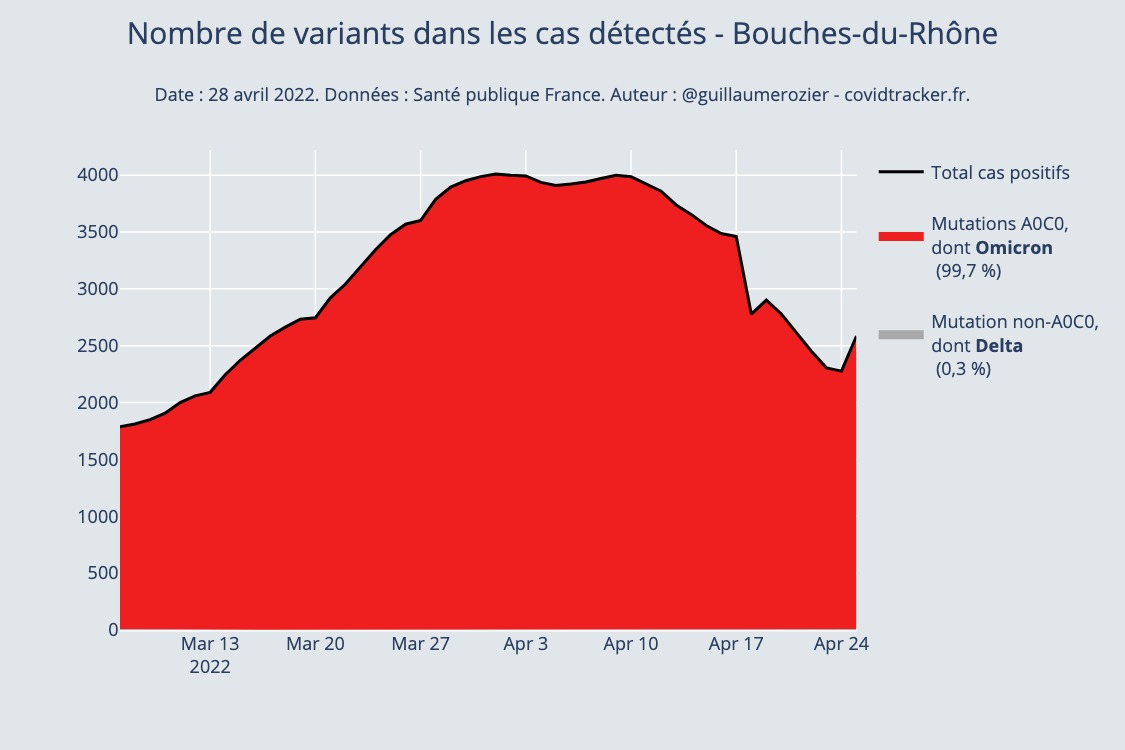 Nombre de variants dans les cas détectés - Bouches-du-Rhône
Date : 28 avril 2022. Données : Santé publique France. Auteur : @guillaumerozier - covidtracker.fr.
4000
3500
3000
2500
2000
1500
1000
500
0
Mar 13
2022
Mar 20
Mar 27
Apr 3
Apr 10
Apr 17
Apr 24
Total cas positifs
Mutations A0C0,
dont Omicron
(99,7 %)
Mutation non-A0C0,
dont Delta
(0,3 %)